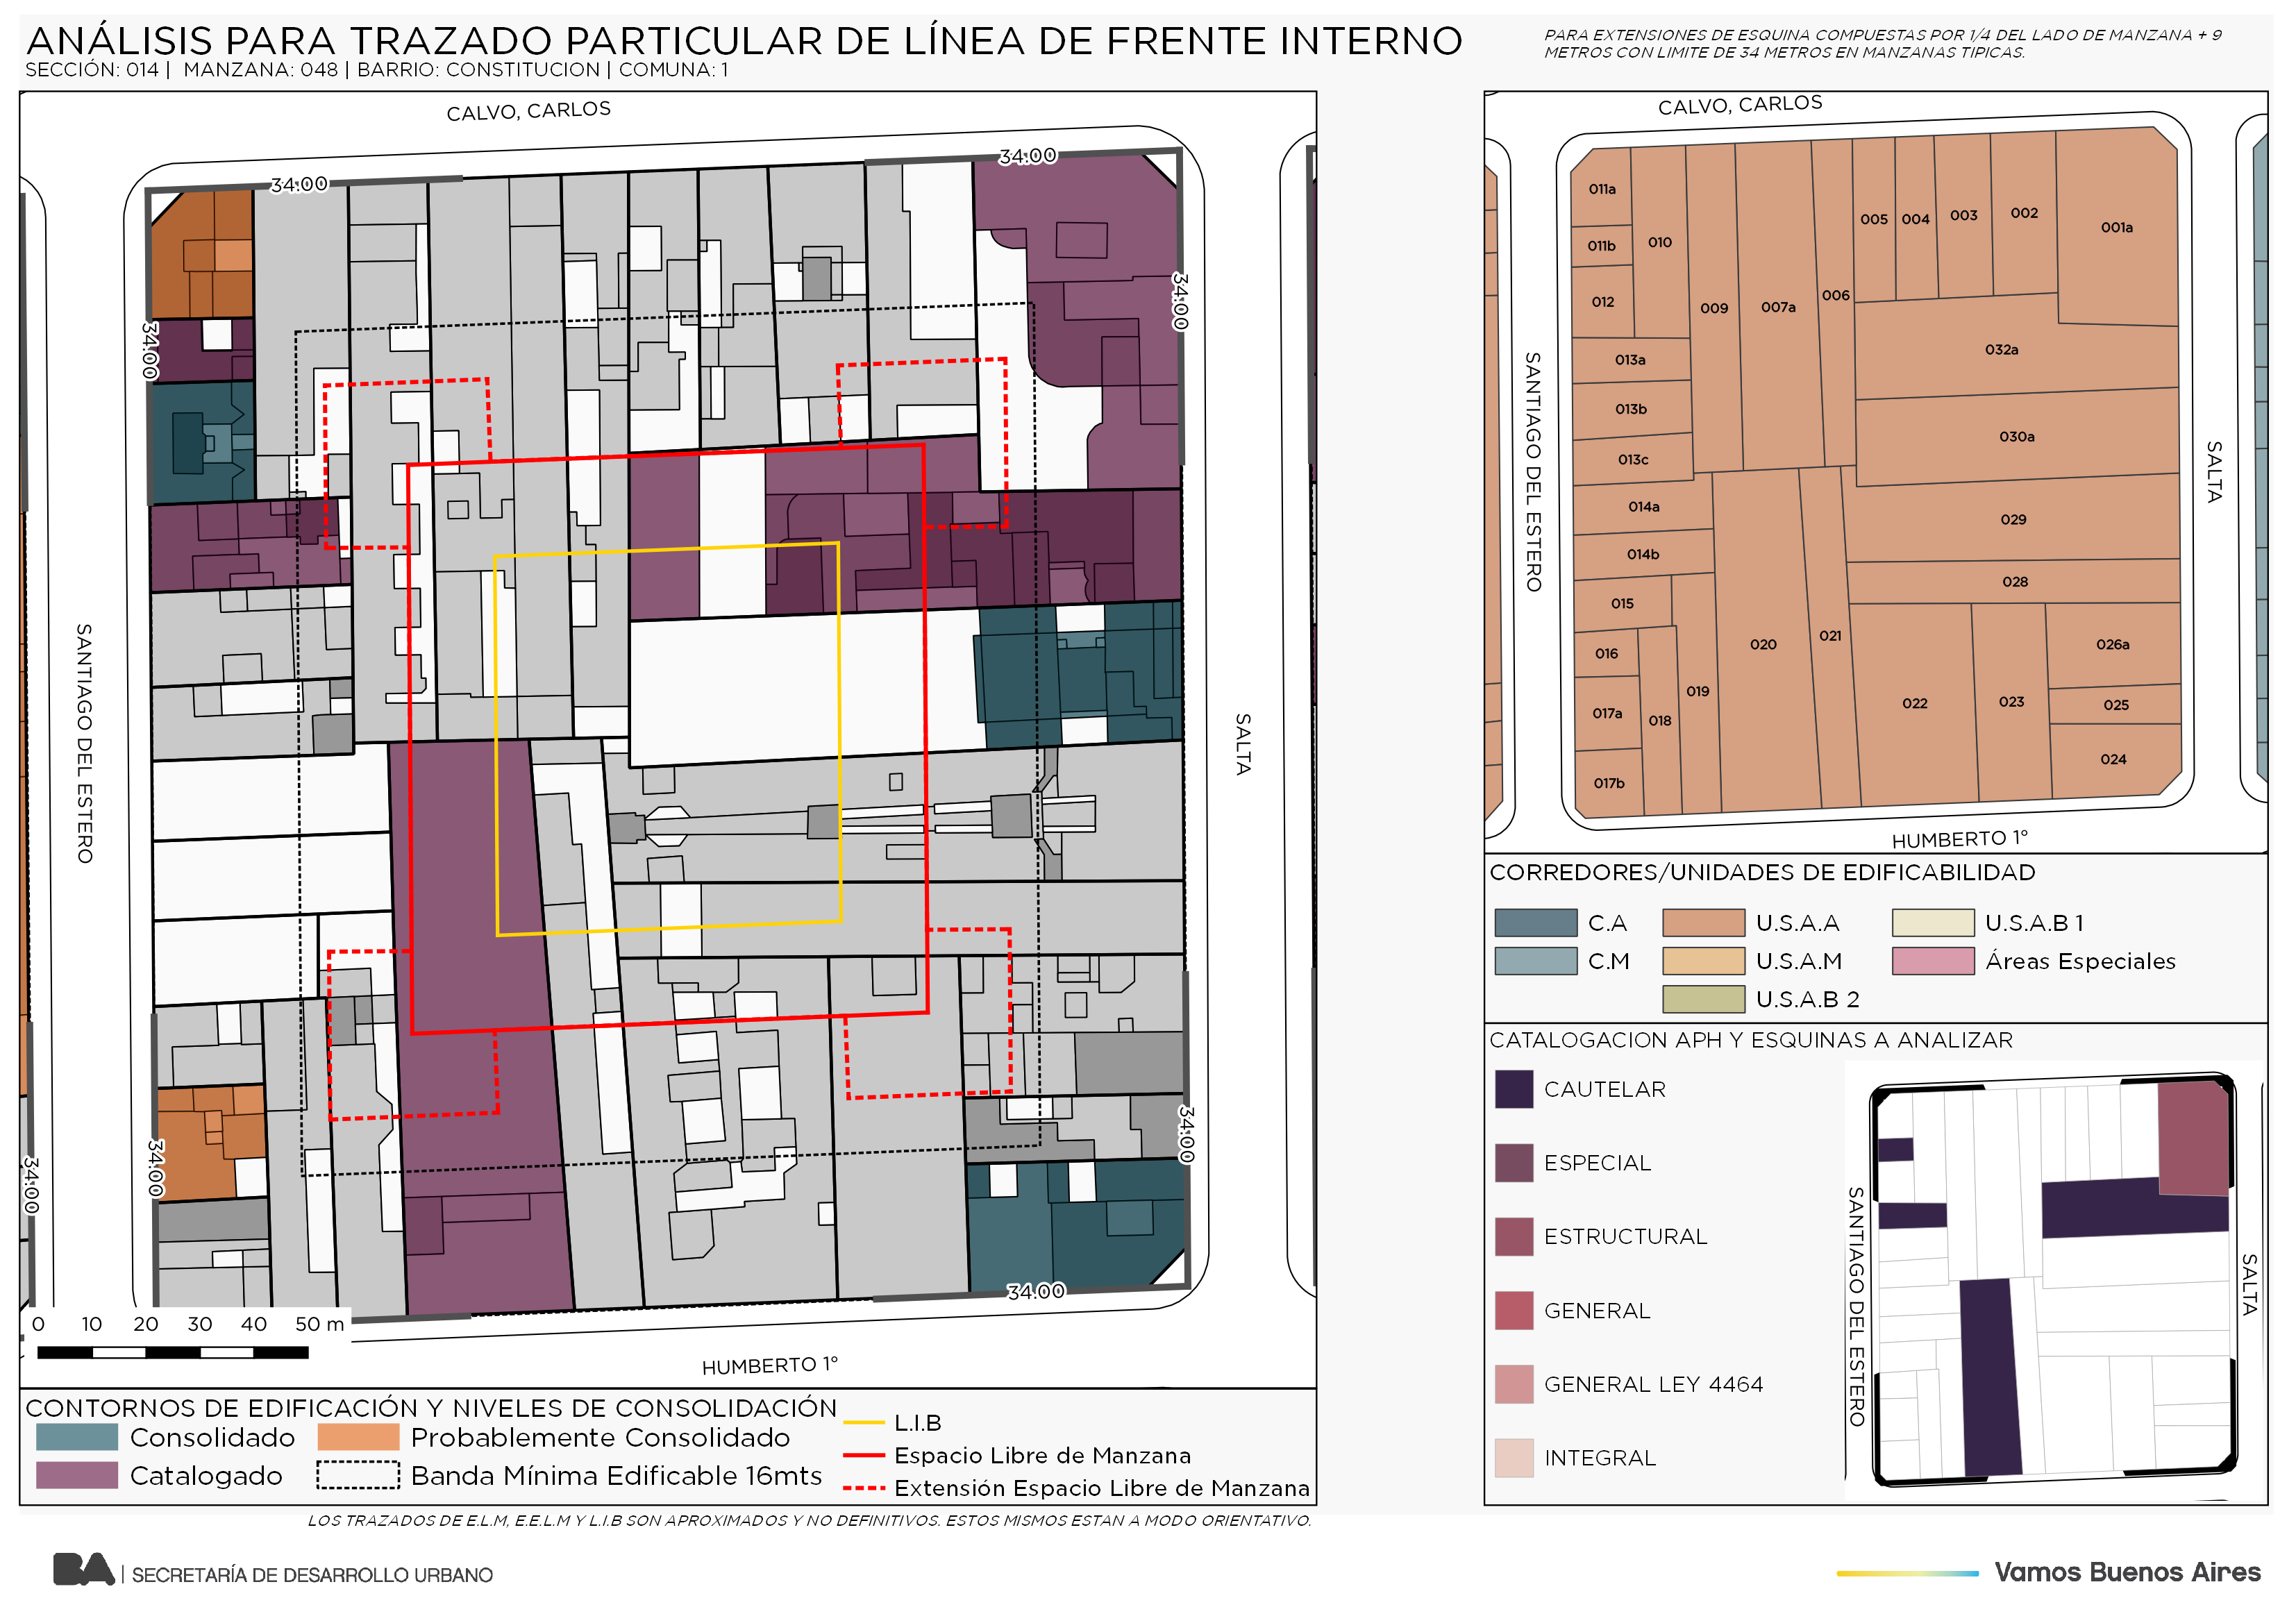 ANÁLISIS PARA TRAZADO PARTICULAR DE LÍNEA DE FRENTE INTERNO
SECCIÓN: 014 | MANZANA: 048 | BARRIO: CONSTITUCION | COMUNA: 1
PARA EXTENSIONES DE ESQUINA COMPUESTAS POR 1/4 DEL LADO DE MANZANA + 9
METROS CON LIMITE DE 34 METROS EN MANZANAS TIPICAS.
CALVO, CARLOS
34.00
34.00
34.00
34.00
SANTIAGO DEL ESTERO
SALTA
34.00
34.00
34.00
34.00
0 10 20 30 40 50 m
HUMBERTO 1°
CONTORNOS DE EDIFICACIÓN Y NIVELES DE CONSOLIDACIÓN
Consolidado
Probablemente Consolidado
Catalogado
Banda Mínima Edificable 16mts
L.I.B
Espacio Libre de Manzana
Extensión Espacio Libre de Manzana
LOS TRAZADOS DE E.L.M, E.E.L.M Y L.I.B SON APROXIMADOS Y NO DEFINITIVOS. ESTOS MISMOS ESTAN A MODO ORIENTATIVO.
CALVO, CARLOS
011a
011b
012
010
009
007a
006
005
004
003
002
001a
013a
013b
013c
032a
030a
014a
014b
029
028
015
016
017a
017b
018
019
020
021
022
023
026a
025
024
SANTIAGO DEL ESTERO
SALTA
HUMBERTO 1°
CORREDORES/UNIDADES DE EDIFICABILIDAD
C.A
U.S.A.A
U.S.A.B 1
C.M
U.S.A.M
Áreas Especiales
U.S.A.B 2
CATALOGACION APH Y ESQUINAS A ANALIZAR
CAUTELAR
ESPECIAL
ESTRUCTURAL
GENERAL
GENERAL LEY 4464
INTEGRAL
SANTIAGO DEL ESTERO
SALTA
BA | SECRETARÍA DE DESARROLLO URBANO
Vamos Buenos Aires